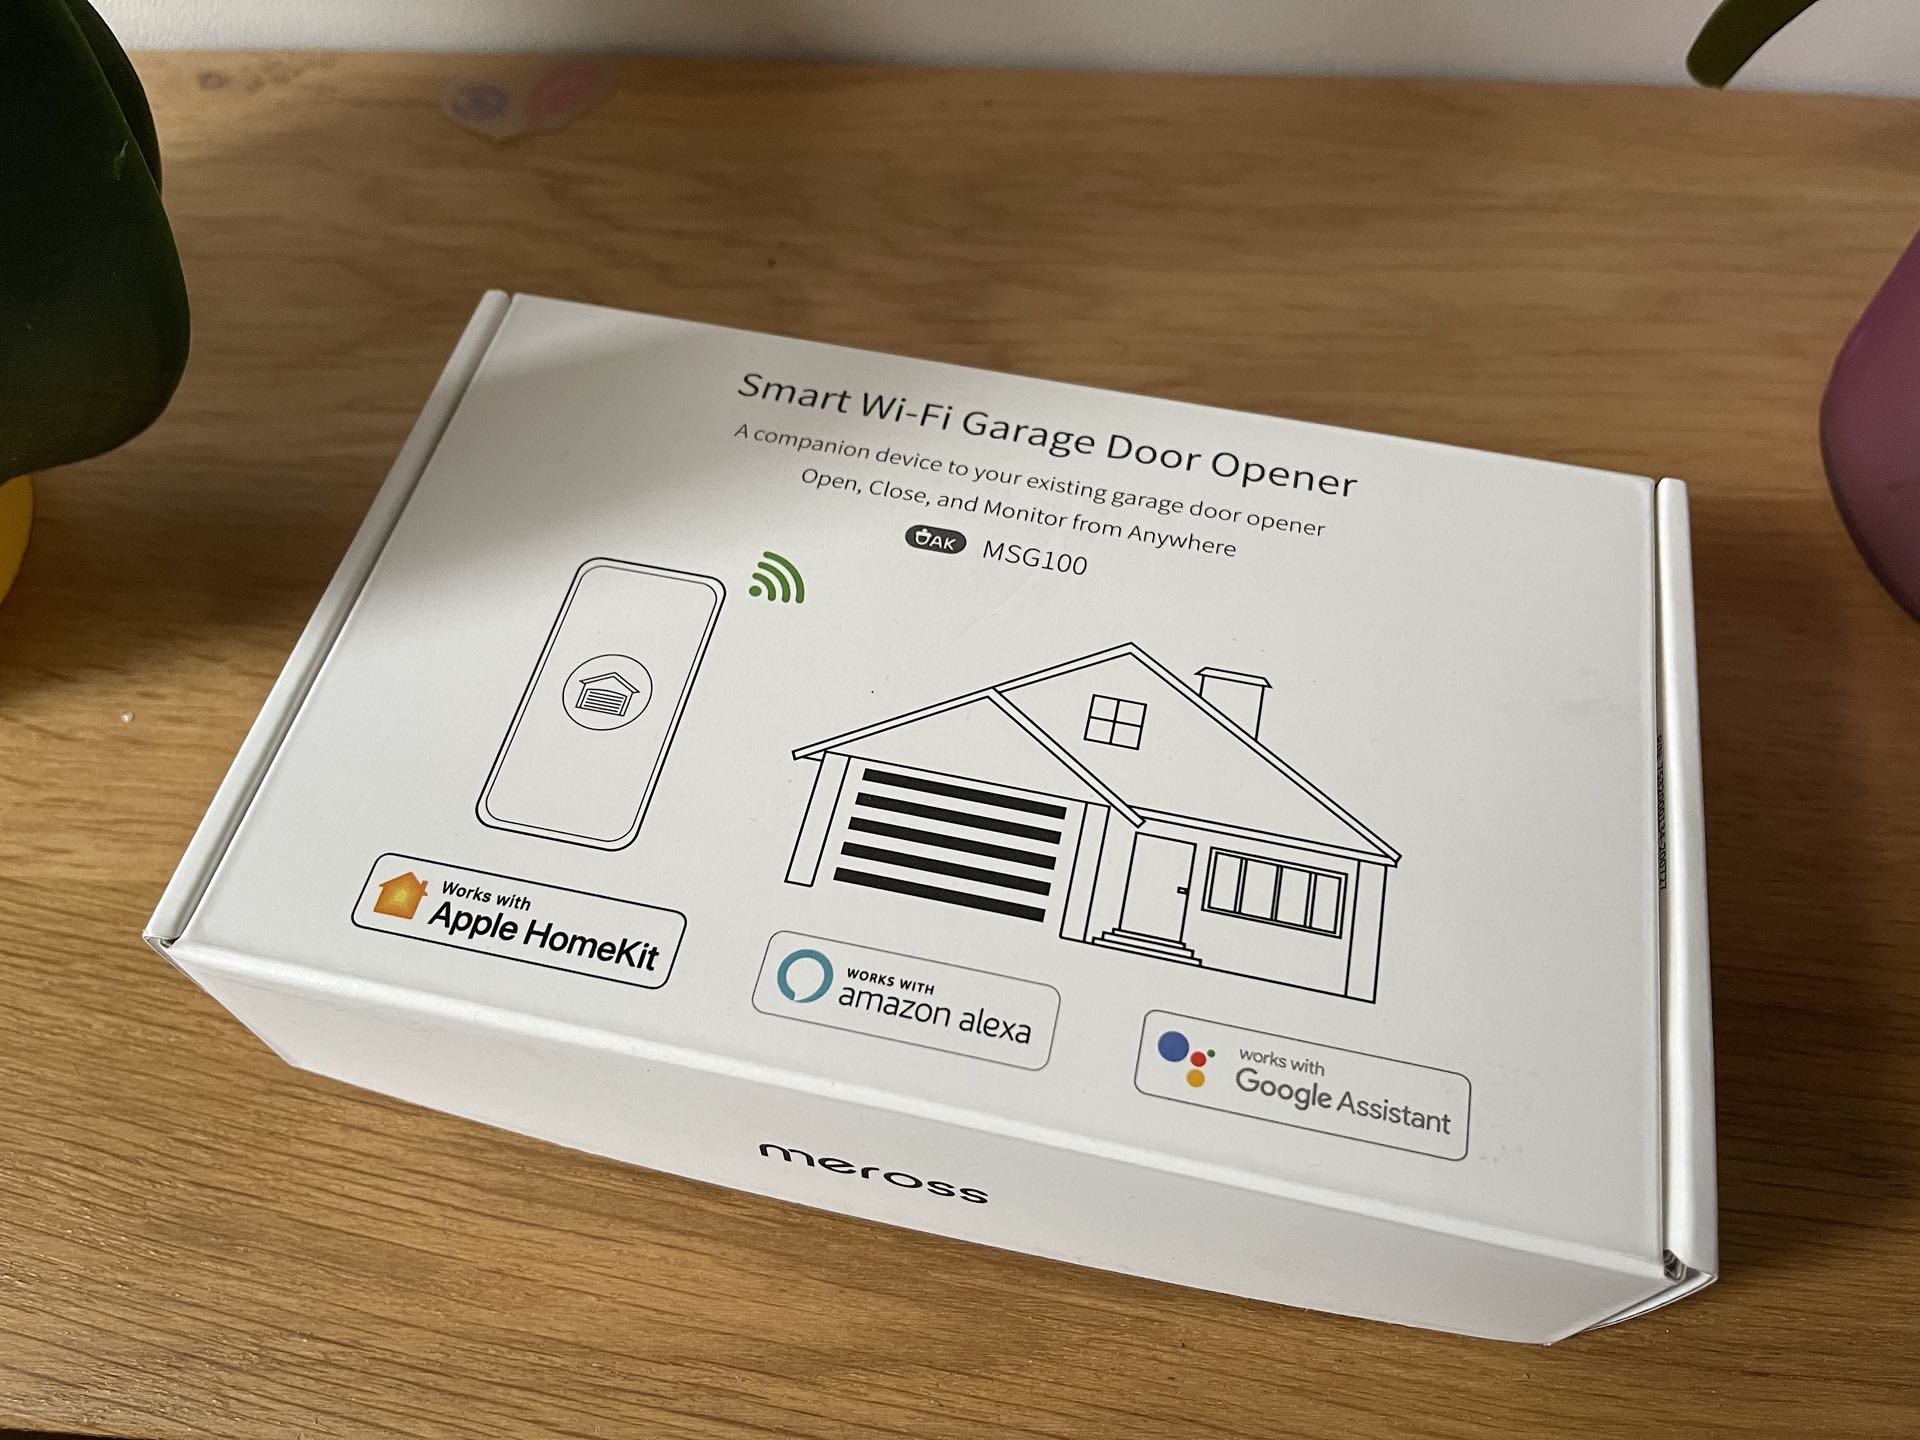 Smart Wi-Fi Garage Door Opener
A companion device to your existing garage door opener
Open, Close, and Monitor from Anywhere
OAK MSG100
Works with
Apple HomeKit
WORKS WITH
amazon alexa
works with
Google Assistant
meross